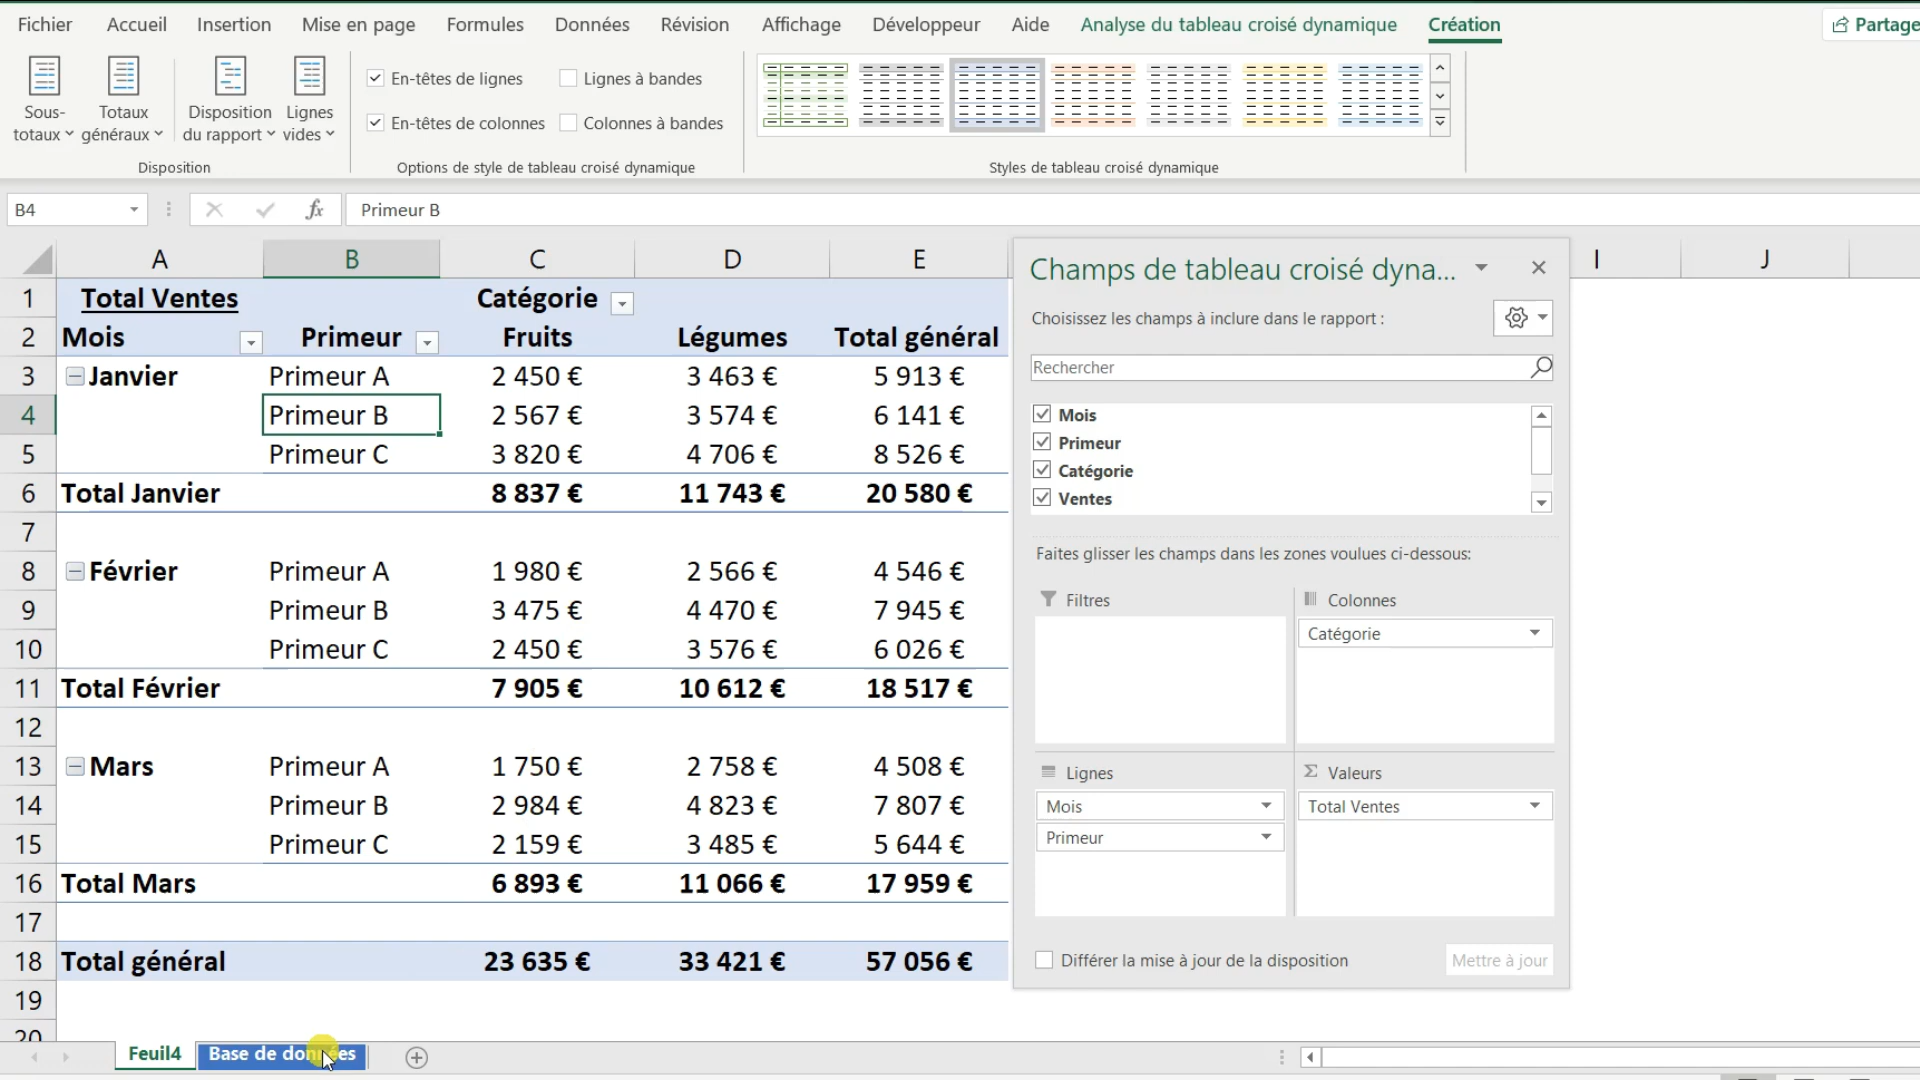 Fichier Accueil Insertion Mise en page Formules Données Révision Affichage Développeur Aide Analyse du tableau croisé dynamique Création Partage
Sous-totaux Totaux généraux Disposition du rapport Lignes vides
En-têtes de lignes Lignes à bandes
En-têtes de colonnes Colonnes à bandes
Disposition Options de style de tableau croisé dynamique Styles de tableau croisé dynamique
B4 fx Primeur B
A B C D E I J
1 Total Ventes Catégorie
2 Mois Primeur Fruits Légumes Total général
3 Janvier Primeur A 2 450 € 3 463 € 5 913 €
4 Primeur B 2 567 € 3 574 € 6 141 €
5 Primeur C 3 820 € 4 706 € 8 526 €
6 Total Janvier 8 837 € 11 743 € 20 580 €
7
8 Février Primeur A 1 980 € 2 566 € 4 546 €
9 Primeur B 3 475 € 4 470 € 7 945 €
10 Primeur C 2 450 € 3 576 € 6 026 €
11 Total Février 7 905 € 10 612 € 18 517 €
12
13 Mars Primeur A 1 750 € 2 758 € 4 508 €
14 Primeur B 2 984 € 4 823 € 7 807 €
15 Primeur C 2 159 € 3 485 € 5 644 €
16 Total Mars 6 893 € 11 066 € 17 959 €
17
18 Total général 23 635 € 33 421 € 57 056 €
19
20
Champs de tableau croisé dyna...
Choisissez les champs à inclure dans le rapport :
Rechercher
Mois
Primeur
Catégorie
Ventes
Faites glisser les champs dans les zones voulues ci-dessous:
Filtres Colonnes
Catégorie
Lignes Σ Valeurs
Mois Total Ventes
Primeur
Différer la mise à jour de la disposition Mettre à jour
Feuil4 Base de données